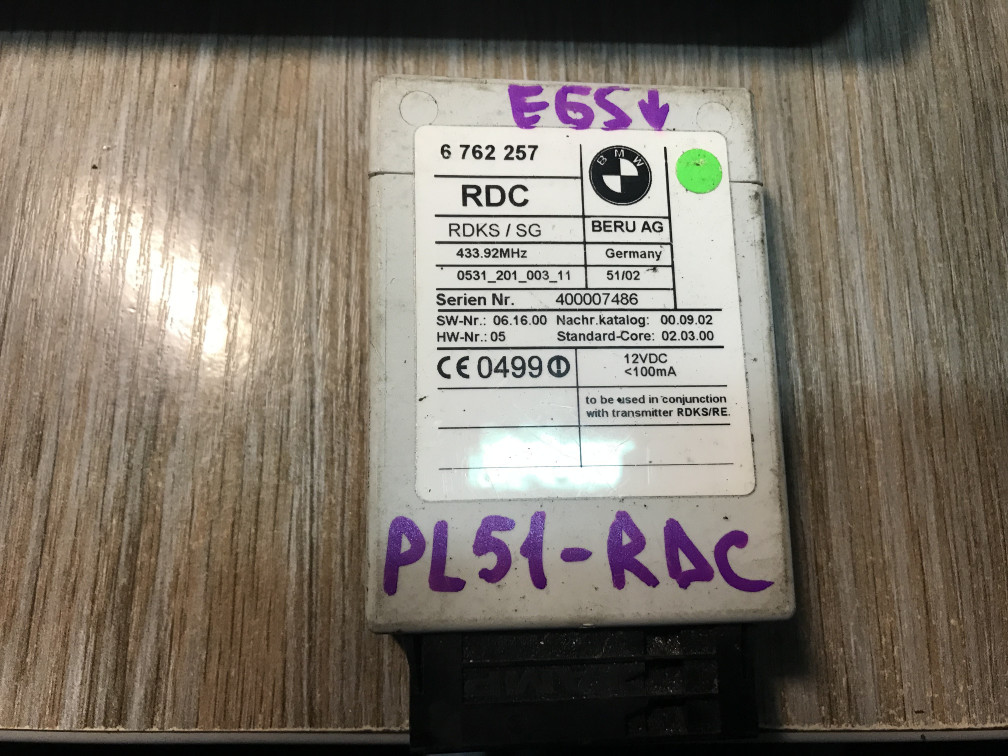 EGS↓
6 762 257
BMW
RDC
RDKS / SG
BERU AG
433.92MHz
Germany
0531_201_003_11
51/02
Serien Nr. 400007486
SW-Nr.: 06.16.00 Nachr.katalog: 00.09.02
HW-Nr.: 05 Standard-Core: 02.03.00
CE 0499
12VDC
<100mA
to be used in conjunction
with transmitter RDKS/RE.
PL51-RDC